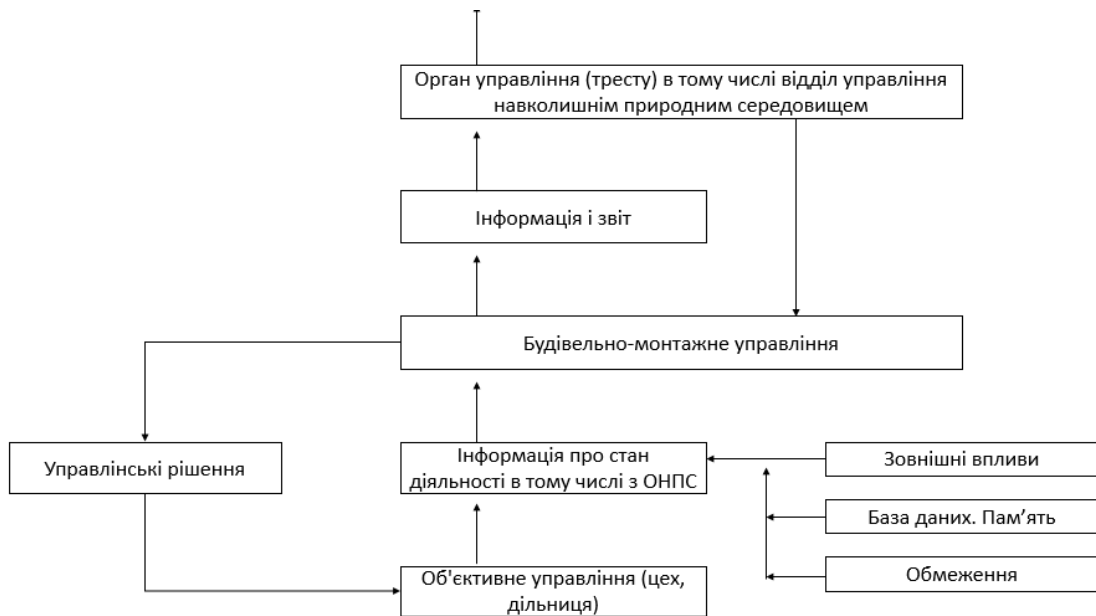 Орган управління (тресту) в тому числі відділ управління
навколишнім природним середовищем
Інформація і звіт
Будівельно-монтажне управління
Управлінські рішення
Інформація про стан
діяльності в тому числі з ОНПС
Зовнішні впливи
База даних. Пам’ять
Обмеження
Об'єктивне управління (цех,
дільниця)